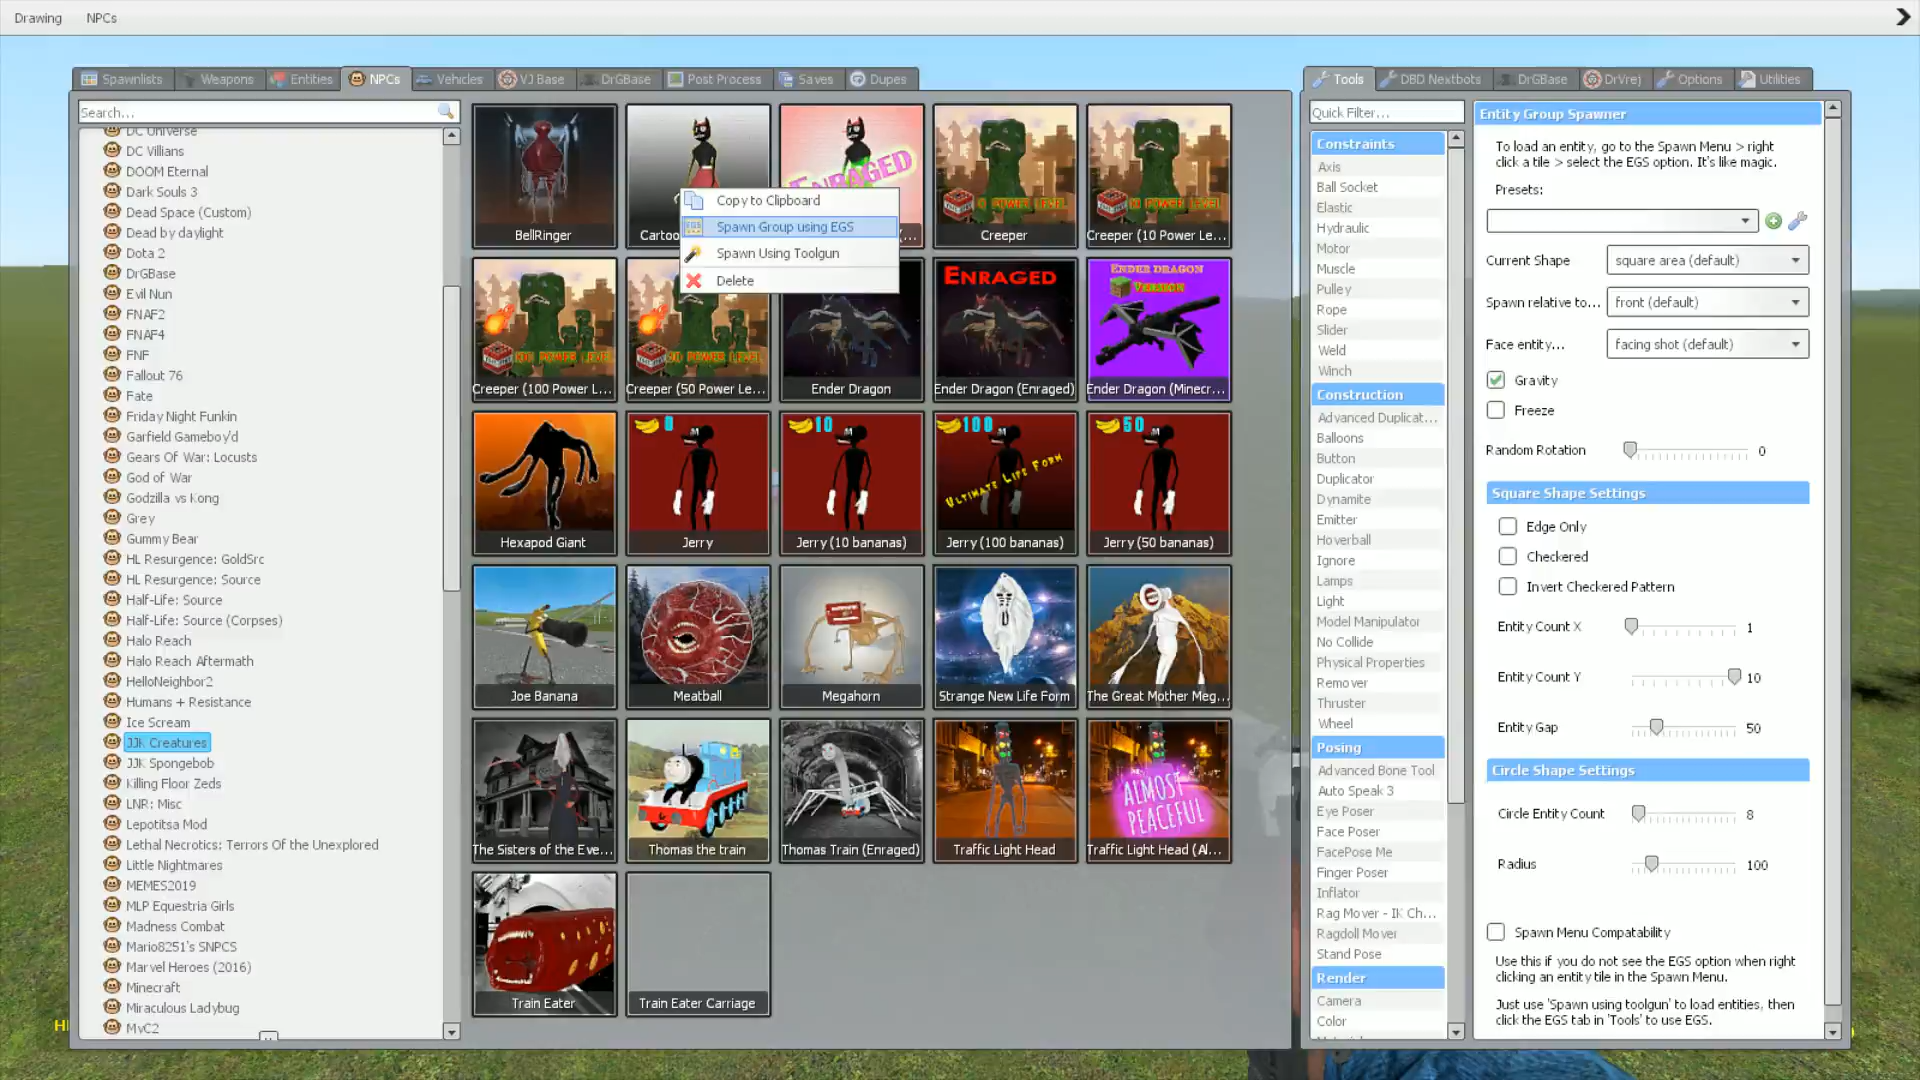 Drawing
NPCs
Spawnlists
Weapons
Entities
NPCs
Vehicles
VJ Base
DrGBase
Post Process
Saves
Dupes
Tools
DBD Nextbots
DrGBase
DrVrej
Options
Utilities
Search...
DC Universe
DC Villians
DOOM Eternal
Dark Souls 3
Dead Space (Custom)
Dead by daylight
Dota 2
DrGBase
Evil Nun
FNAF2
FNAF4
FNF
Fallout 76
Fate
Friday Night Funkin
Garfield Gameboy'd
Gears Of War: Locusts
God of War
Godzilla vs Kong
Grey
Gummy Bear
HL Resurgence: GoldSrc
HL Resurgence: Source
Half-Life: Source
Half-Life: Source (Corpses)
Halo Reach
Halo Reach Aftermath
HelloNeighbor2
Humans + Resistance
Ice Scream
JJK Creatures
JJK Spongebob
Killing Floor Zeds
LNR: Misc
Lepotitsa Mod
Lethal Necrotics: Terrors Of the Unexplored
Little Nightmares
MEMES2019
MLP Equestria Girls
Madness Combat
Mario8251's SNPCS
Marvel Heroes (2016)
Minecraft
Miraculous Ladybug
MyC2
BellRinger
Cartoo
ENRAGED
(...
Creeper
Creeper (10 Power Le...
Copy to Clipboard
Spawn Group using EGS
Spawn Using Toolgun
Delete
Creeper (100 Power L...
Creeper (50 Power Le...
Ender Dragon
ENRAGED
Ender Dragon (Enraged)
ENDER DRAGON
VERSION
Ender Dragon (Minecr...
Hexapod Giant
0
Jerry
10
Jerry (10 bananas)
100
ULTIMATE LIFE FORM
Jerry (100 bananas)
50
Jerry (50 bananas)
Joe Banana
Meatball
Megahorn
Strange New Life Form
The Great Mother Meg...
The Sisters of the Eve...
Thomas the train
Thomas Train (Enraged)
Traffic Light Head
ALMOST
PEACEFUL
Traffic Light Head (Al...
Train Eater
Train Eater Carriage
Quick Filter...
Constraints
Axis
Ball Socket
Elastic
Hydraulic
Motor
Muscle
Pulley
Rope
Slider
Weld
Winch
Construction
Advanced Duplicat...
Balloons
Button
Duplicator
Dynamite
Emitter
Hoverball
Ignore
Lamps
Light
Model Manipulator
No Collide
Physical Properties
Remover
Thruster
Wheel
Posing
Advanced Bone Tool
Auto Speak 3
Eye Poser
Face Poser
FacePose Me
Finger Poser
Inflator
Rag Mover - IK Ch...
Ragdoll Mover
Stand Pose
Render
Camera
Color
Entity Group Spawner
To load an entity, go to the Spawn Menu > right
click a tile > select the EGS option. It's like magic.
Presets:
Current Shape
square area (default)
Spawn relative to...
front (default)
Face entity...
facing shot (default)
Gravity
Freeze
Random Rotation
0
Square Shape Settings
Edge Only
Checkered
Invert Checkered Pattern
Entity Count X
1
Entity Count Y
10
Entity Gap
50
Circle Shape Settings
Circle Entity Count
8
Radius
100
Spawn Menu Compatability
Use this if you do not see the EGS option when right
clicking an entity tile in the Spawn Menu.
Just use 'Spawn using toolgun' to load entities, then
click the EGS tab in 'Tools' to use EGS.